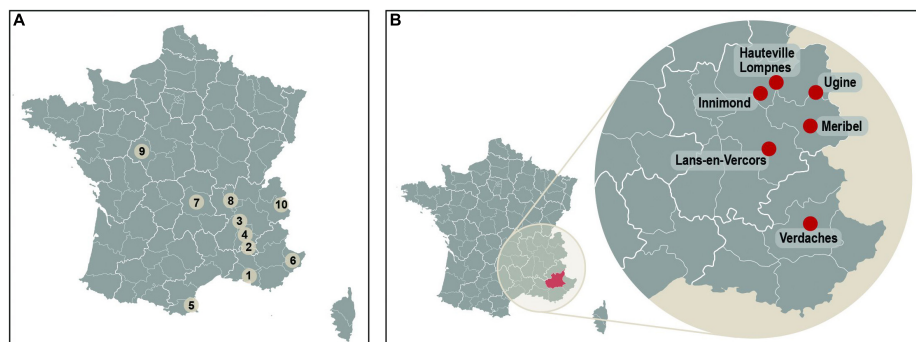 A
9
7
8
10
3
4
2
6
1
5
B
Hauteville
Lompnes
Ugine
Innimond
Meribel
Lans-en-Vercors
Verdaches